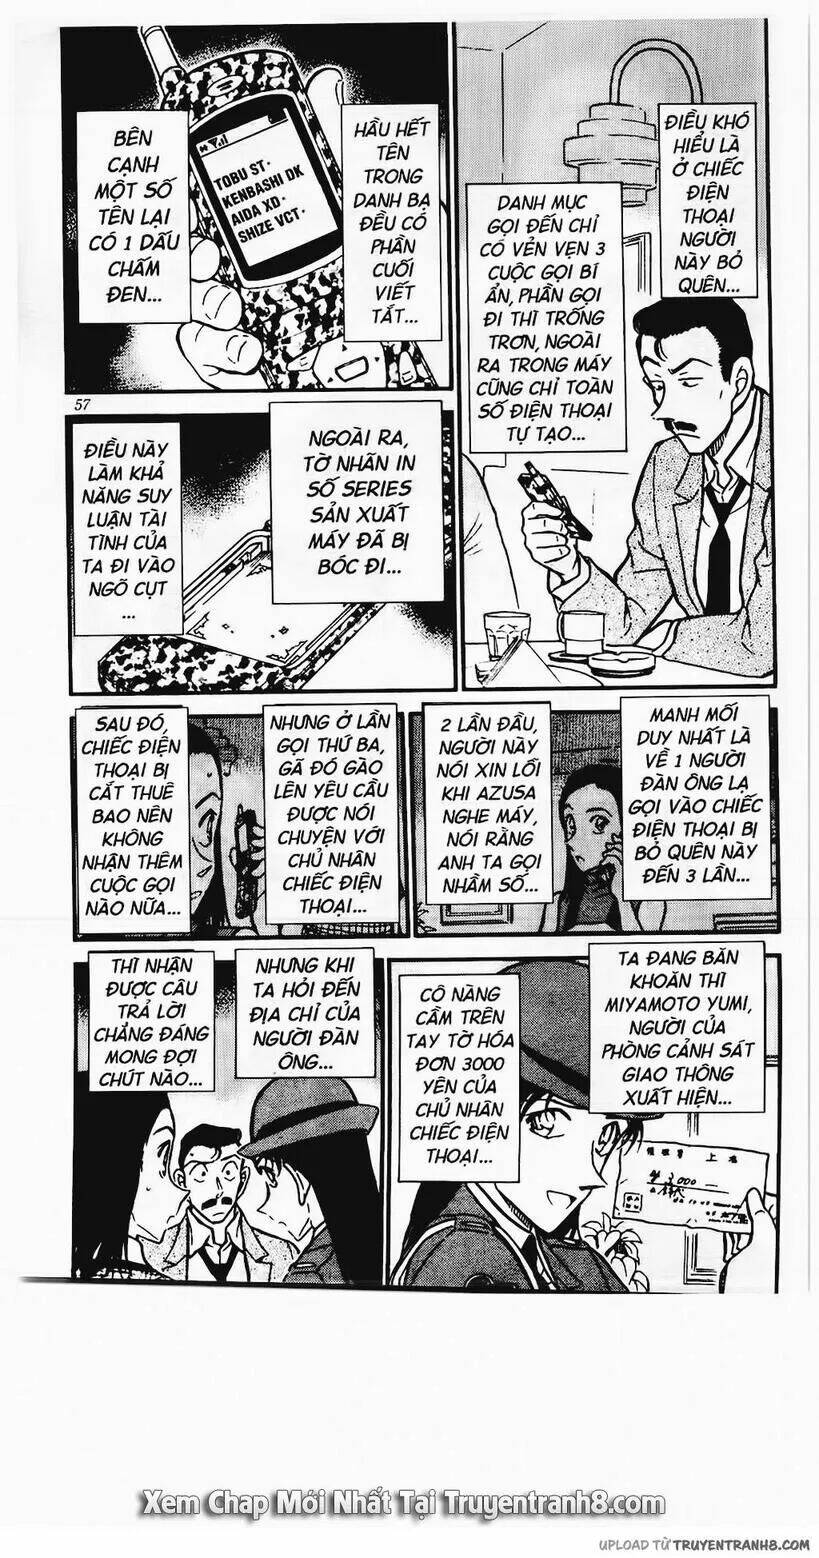 ĐIỀU KHÓ
HIỂU LÀ
Ở CHIẾC
ĐIỆN
THOẠI
NGƯỜI
NÀY BỎ
QUÊN...
DANH MỤC
GỌI ĐẾN CHỈ
CÓ VẺN VẸN 3
CUỘC GỌI BÍ
ẨN, PHẦN GỌI
ĐI THÌ TRỐNG
TRƠN, NGOÀI
RA TRONG MÁY
CŨNG CHỈ TOÀN
SỐ ĐIỆN THOẠI
TỰ TẠO...
HẦU HẾT
TÊN
TRONG
DANH BẠ
ĐỀU CÓ
PHẦN
CUỐI
VIẾT
TẮT...
TOBU ST·
KENBASHI DK
AIDA XD·
SHIZE VCT·
BÊN
CẠNH
MỘT SỐ
TÊN LẠI
CÓ 1 DẤU
CHẤM
ĐEN...
57
NGOÀI RA,
TỜ NHÃN IN
SỐ SERIES
SẢN XUẤT
MÁY ĐÃ BỊ
BÓC ĐI...
ĐIỀU NÀY
LÀM KHẢ
NĂNG SUY
LUẬN TÀI
TÌNH CỦA
TA ĐI VÀO
NGÕ CỤT
...
MANH MỐI
DUY NHẤT LÀ
VỀ 1 NGƯỜI
ĐÀN ÔNG LẠ
GỌI VÀO CHIẾC
ĐIỆN THOẠI BỊ
BỎ QUÊN NÀY
ĐẾN 3 LẦN...
2 LẦN ĐẦU,
NGƯỜI NÀY
NÓI XIN LỖI
KHI AZUSA
NGHE MÁY,
NÓI RẰNG
ANH TA GỌI
NHẦM SỐ...
NHƯNG Ở LẦN
GỌI THỨ BA,
GÃ ĐÓ GÀO
LÊN YÊU CẦU
ĐƯỢC NÓI
CHUYỆN VỚI
CHỦ NHÂN
CHIẾC ĐIỆN
THOẠI...
SAU ĐÓ,
CHIẾC ĐIỆN
THOẠI BỊ
CẮT THUÊ
BAO NÊN
KHÔNG
NHẬN THÊM
CUỘC GỌI
NÀO NỮA...
TA ĐANG BĂN
KHOĂN THÌ
MIYAMOTO YUMI,
NGƯỜI CỦA
PHÒNG CẢNH SÁT
GIAO THÔNG
XUẤT HIỆN...
CÔ NÀNG
CẦM TRÊN
TAY TỜ HÓA
ĐƠN 3000
YÊN CỦA
CHỦ NHÂN
CHIẾC ĐIỆN
THOẠI...
NHƯNG KHI
TA HỎI ĐẾN
ĐỊA CHỈ CỦA
NGƯỜI ĐÀN
ÔNG...
THÌ NHẬN
ĐƯỢC CÂU
TRẢ LỜI
CHẲNG ĐÁNG
MONG ĐỢI
CHÚT NÀO...
Xem Chap Mới Nhất Tại Truyentranh8.com
UPLOAD TỪ TRUYENTRANH8.COM